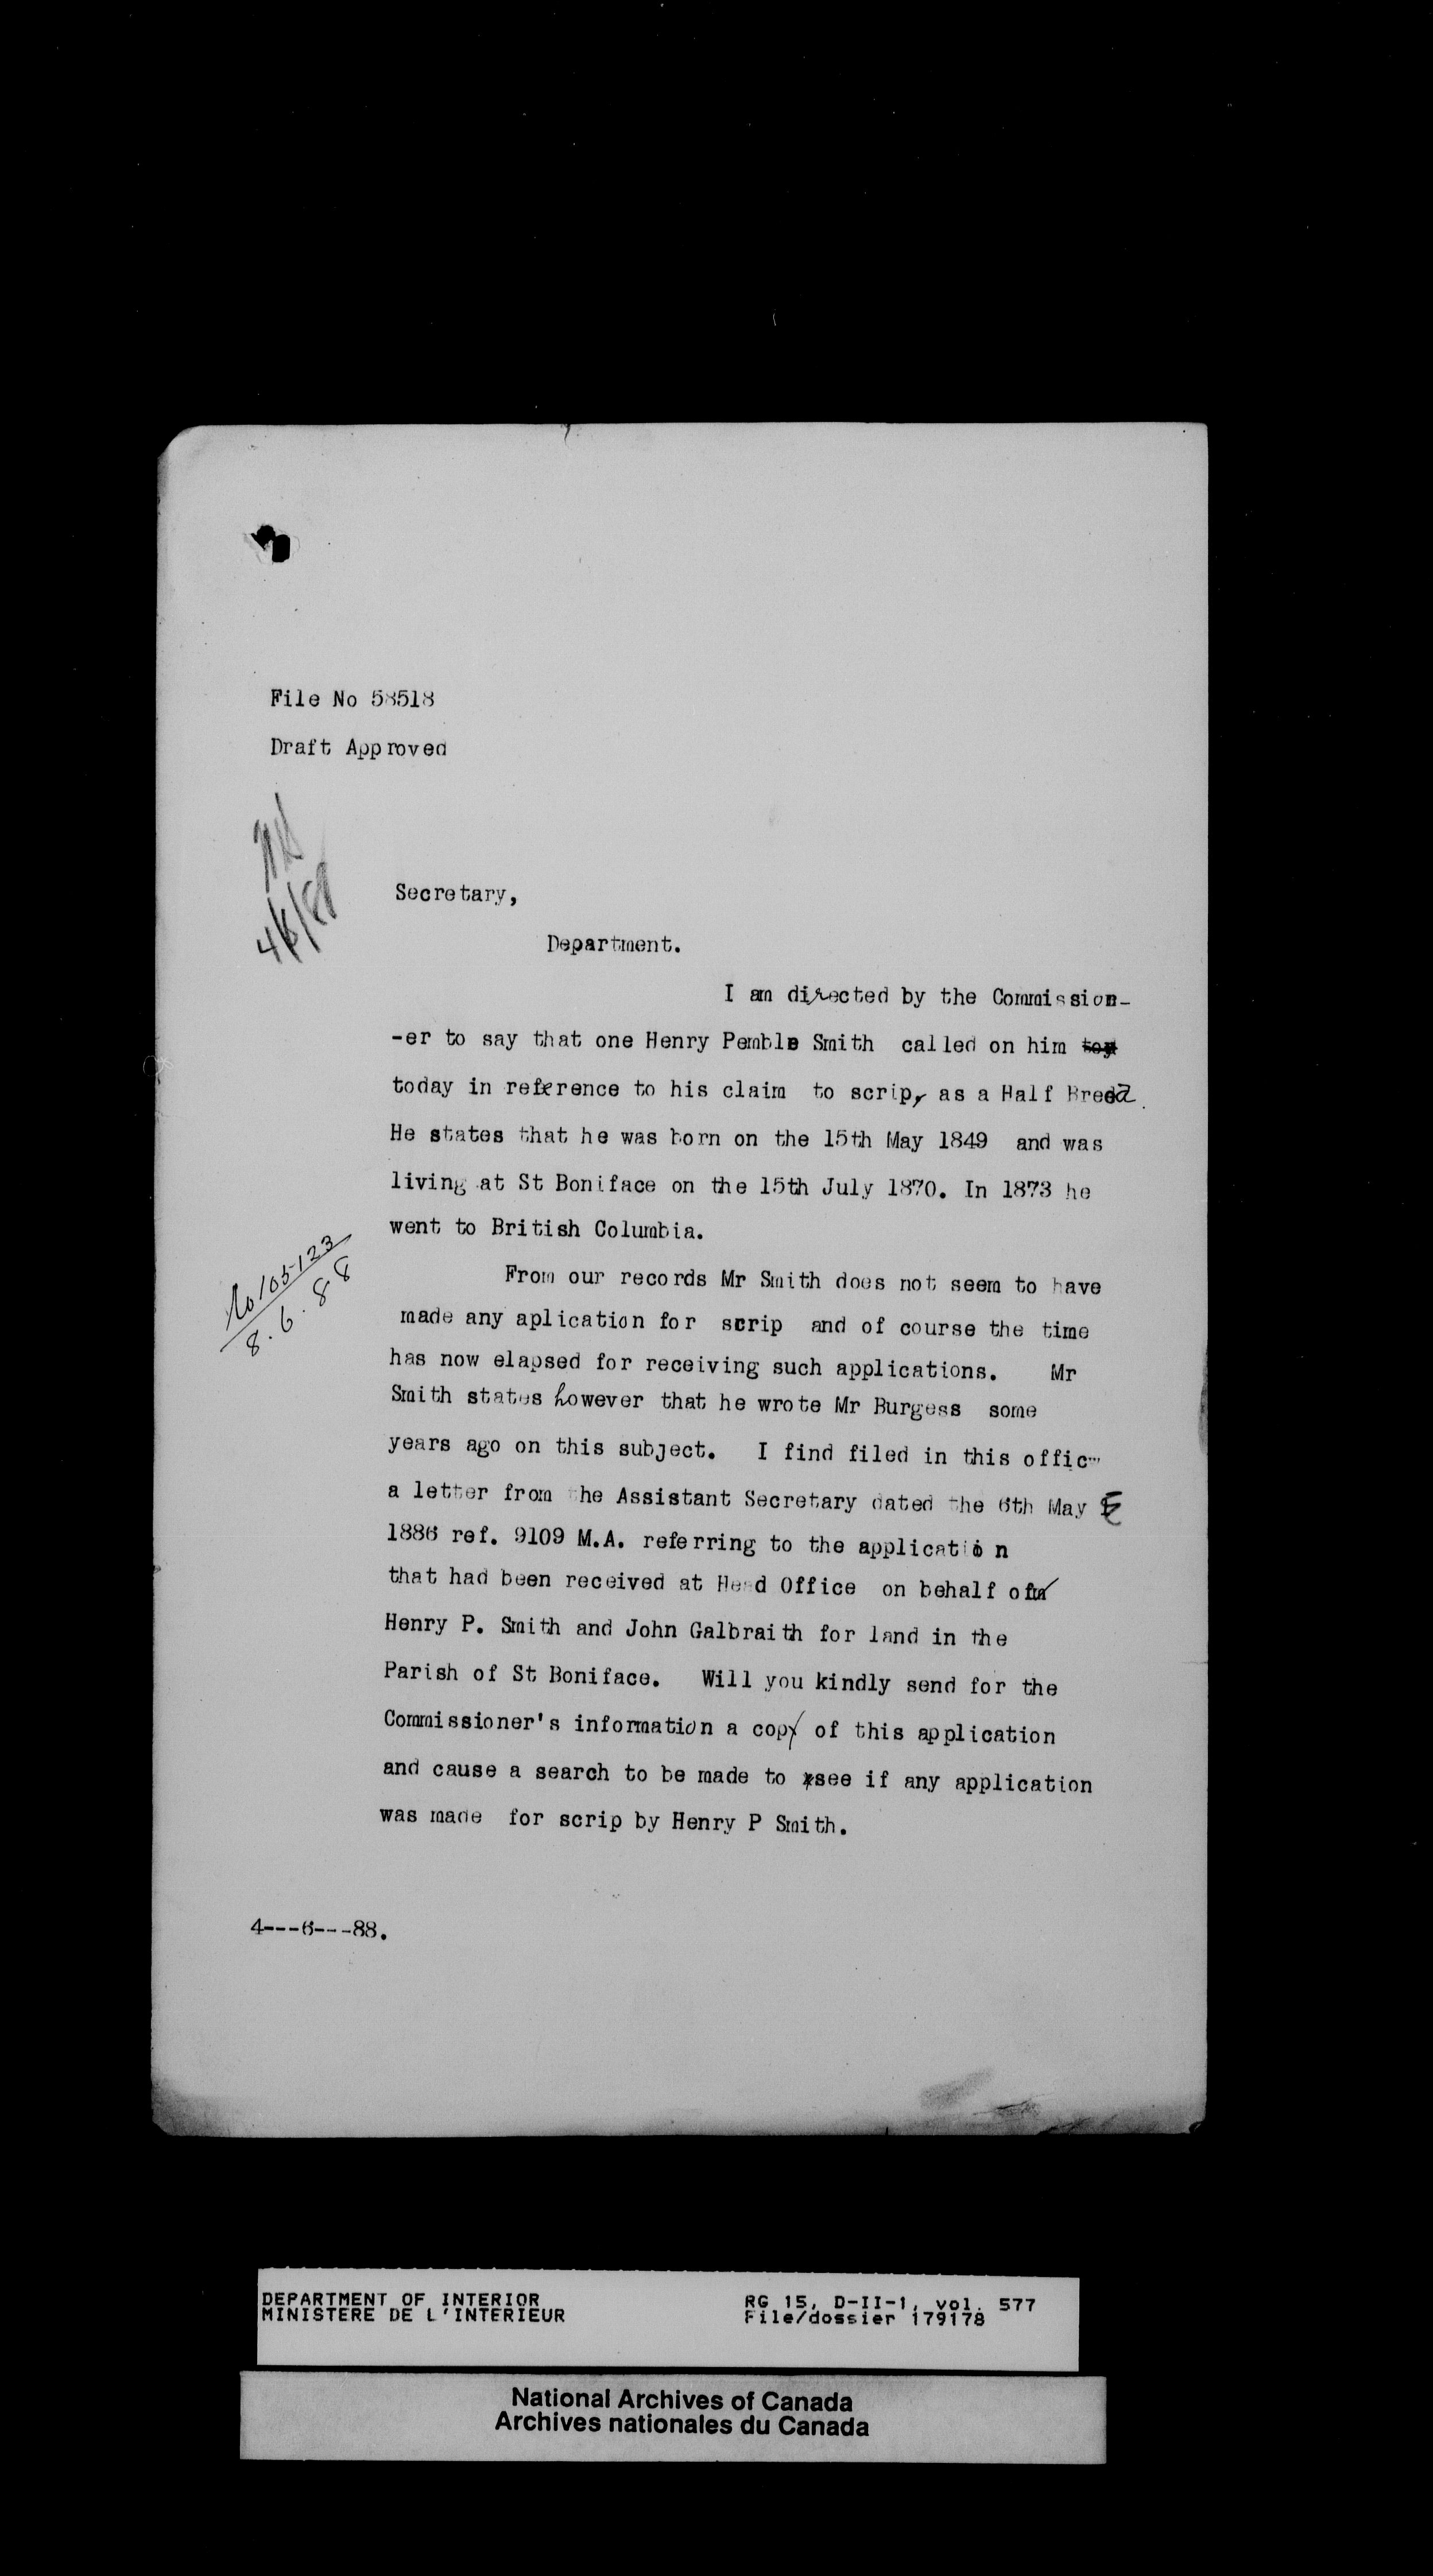 File No 58518
Draft Approved
4/6/88
Secretary,
Department.
I am directed by the Commission-
-er to say that one Henry Pemble Smith called on him toy
today in reference to his claim to scrip, as a Half Breed.
He states that he was born on the 15th May 1849 and was
living at St Boniface on the 15th July 1870. In 1873 he
went to British Columbia.
No 105123
8.6.88
From our records Mr Smith does not seem to have
made any aplication for scrip and of course the time
has now elapsed for receiving such applications. Mr
Smith states however that he wrote Mr Burgess some
years ago on this subject. I find filed in this offic
a letter from the Assistant Secretary dated the 6th May
1886 ref. 9109 M.A. referring to the application
that had been received at Head Office on behalf of
Henry P. Smith and John Galbraith for land in the
Parish of St Boniface. Will you kindly send for the
Commissioner's information a copy of this application
and cause a search to be made to see if any application
was made for scrip by Henry P Smith.
4---6---88.
DEPARTMENT OF INTERIOR RG 15, D-II-1, vol. 577
MINISTERE DE L'INTERIEUR File/dossier 179178
National Archives of Canada
Archives nationales du Canada